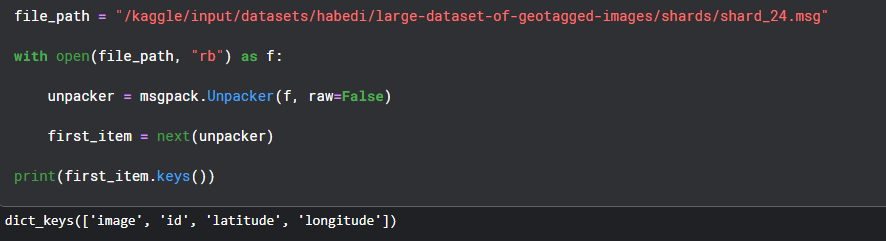 file_path = "/kaggle/input/datasets/habedi/large-dataset-of-geotagged-images/shards/shard_24.msg"
with open(file_path, "rb") as f:
    unpacker = msgpack.Unpacker(f, raw=False)
    first_item = next(unpacker)
print(first_item.keys())
dict_keys(['image', 'id', 'latitude', 'longitude'])